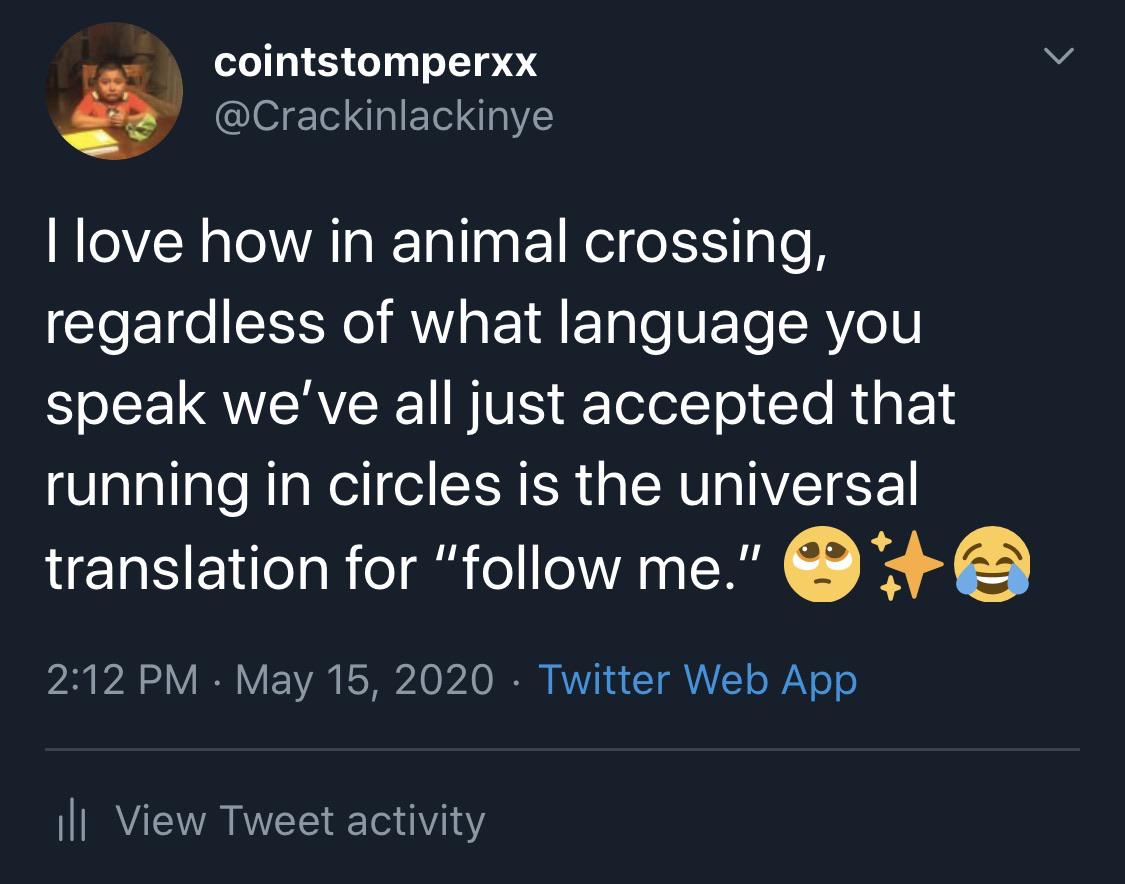 cointstomperxx
@Crackinlackinye
I love how in animal crossing,
regardless of what language you
speak we’ve all just accepted that
running in circles is the universal
translation for “follow me.” 🥺✨😂
2:12 PM · May 15, 2020 · Twitter Web App
View Tweet activity